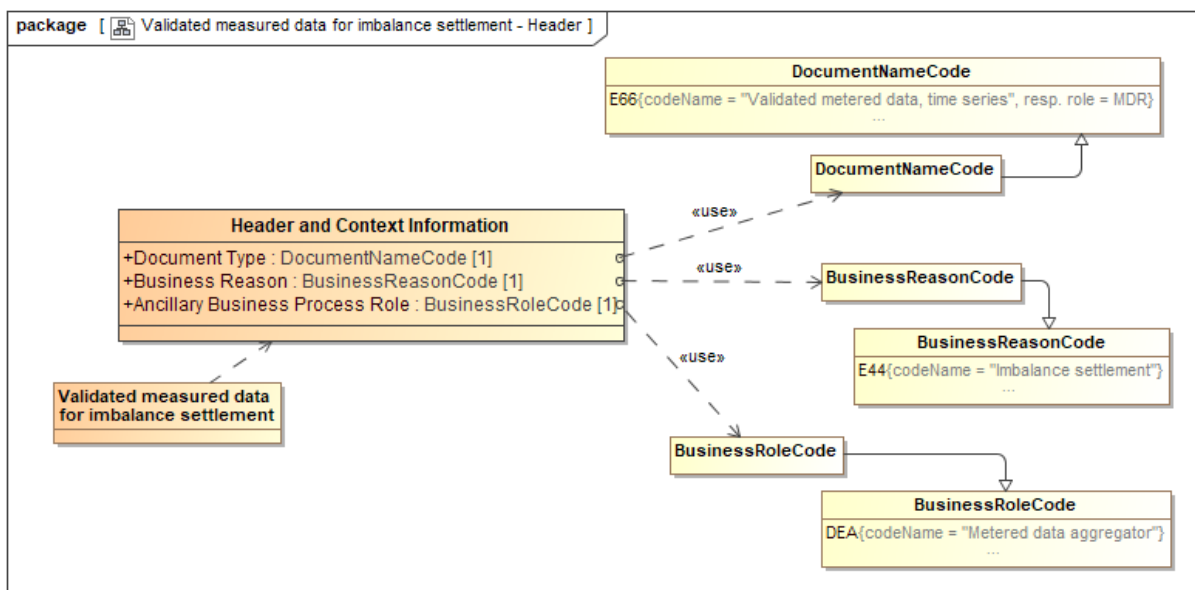 package [ Validated measured data for imbalance settlement - Header ]
DocumentNameCode
E66{codeName = "Validated metered data, time series", resp. role = MDR}
...
DocumentNameCode
«use»
Header and Context Information
+Document Type : DocumentNameCode [1]
+Business Reason : BusinessReasonCode [1]
+Ancillary Business Process Role : BusinessRoleCode [1]
«use»
BusinessReasonCode
BusinessReasonCode
E44{codeName = "Imbalance settlement"}
...
«use»
Validated measured data
for imbalance settlement
BusinessRoleCode
BusinessRoleCode
DEA{codeName = "Metered data aggregator"}
...